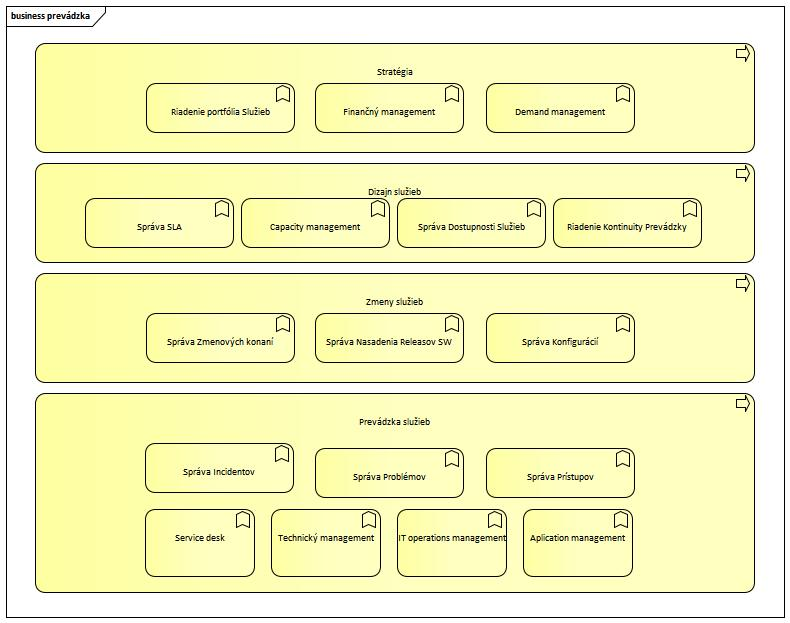 business prevádzka
Stratégia
Riadenie portfólia Služieb
Finančný management
Demand management
Dizajn služieb
Správa SLA
Capacity management
Správa Dostupnosti Služieb
Riadenie Kontinuity Prevádzky
Zmeny služieb
Správa Zmenových konaní
Správa Nasadenia Releasov SW
Správa Konfigurácií
Prevádzka služieb
Správa Incidentov
Správa Problémov
Správa Prístupov
Service desk
Technický management
IT operations management
Aplication management